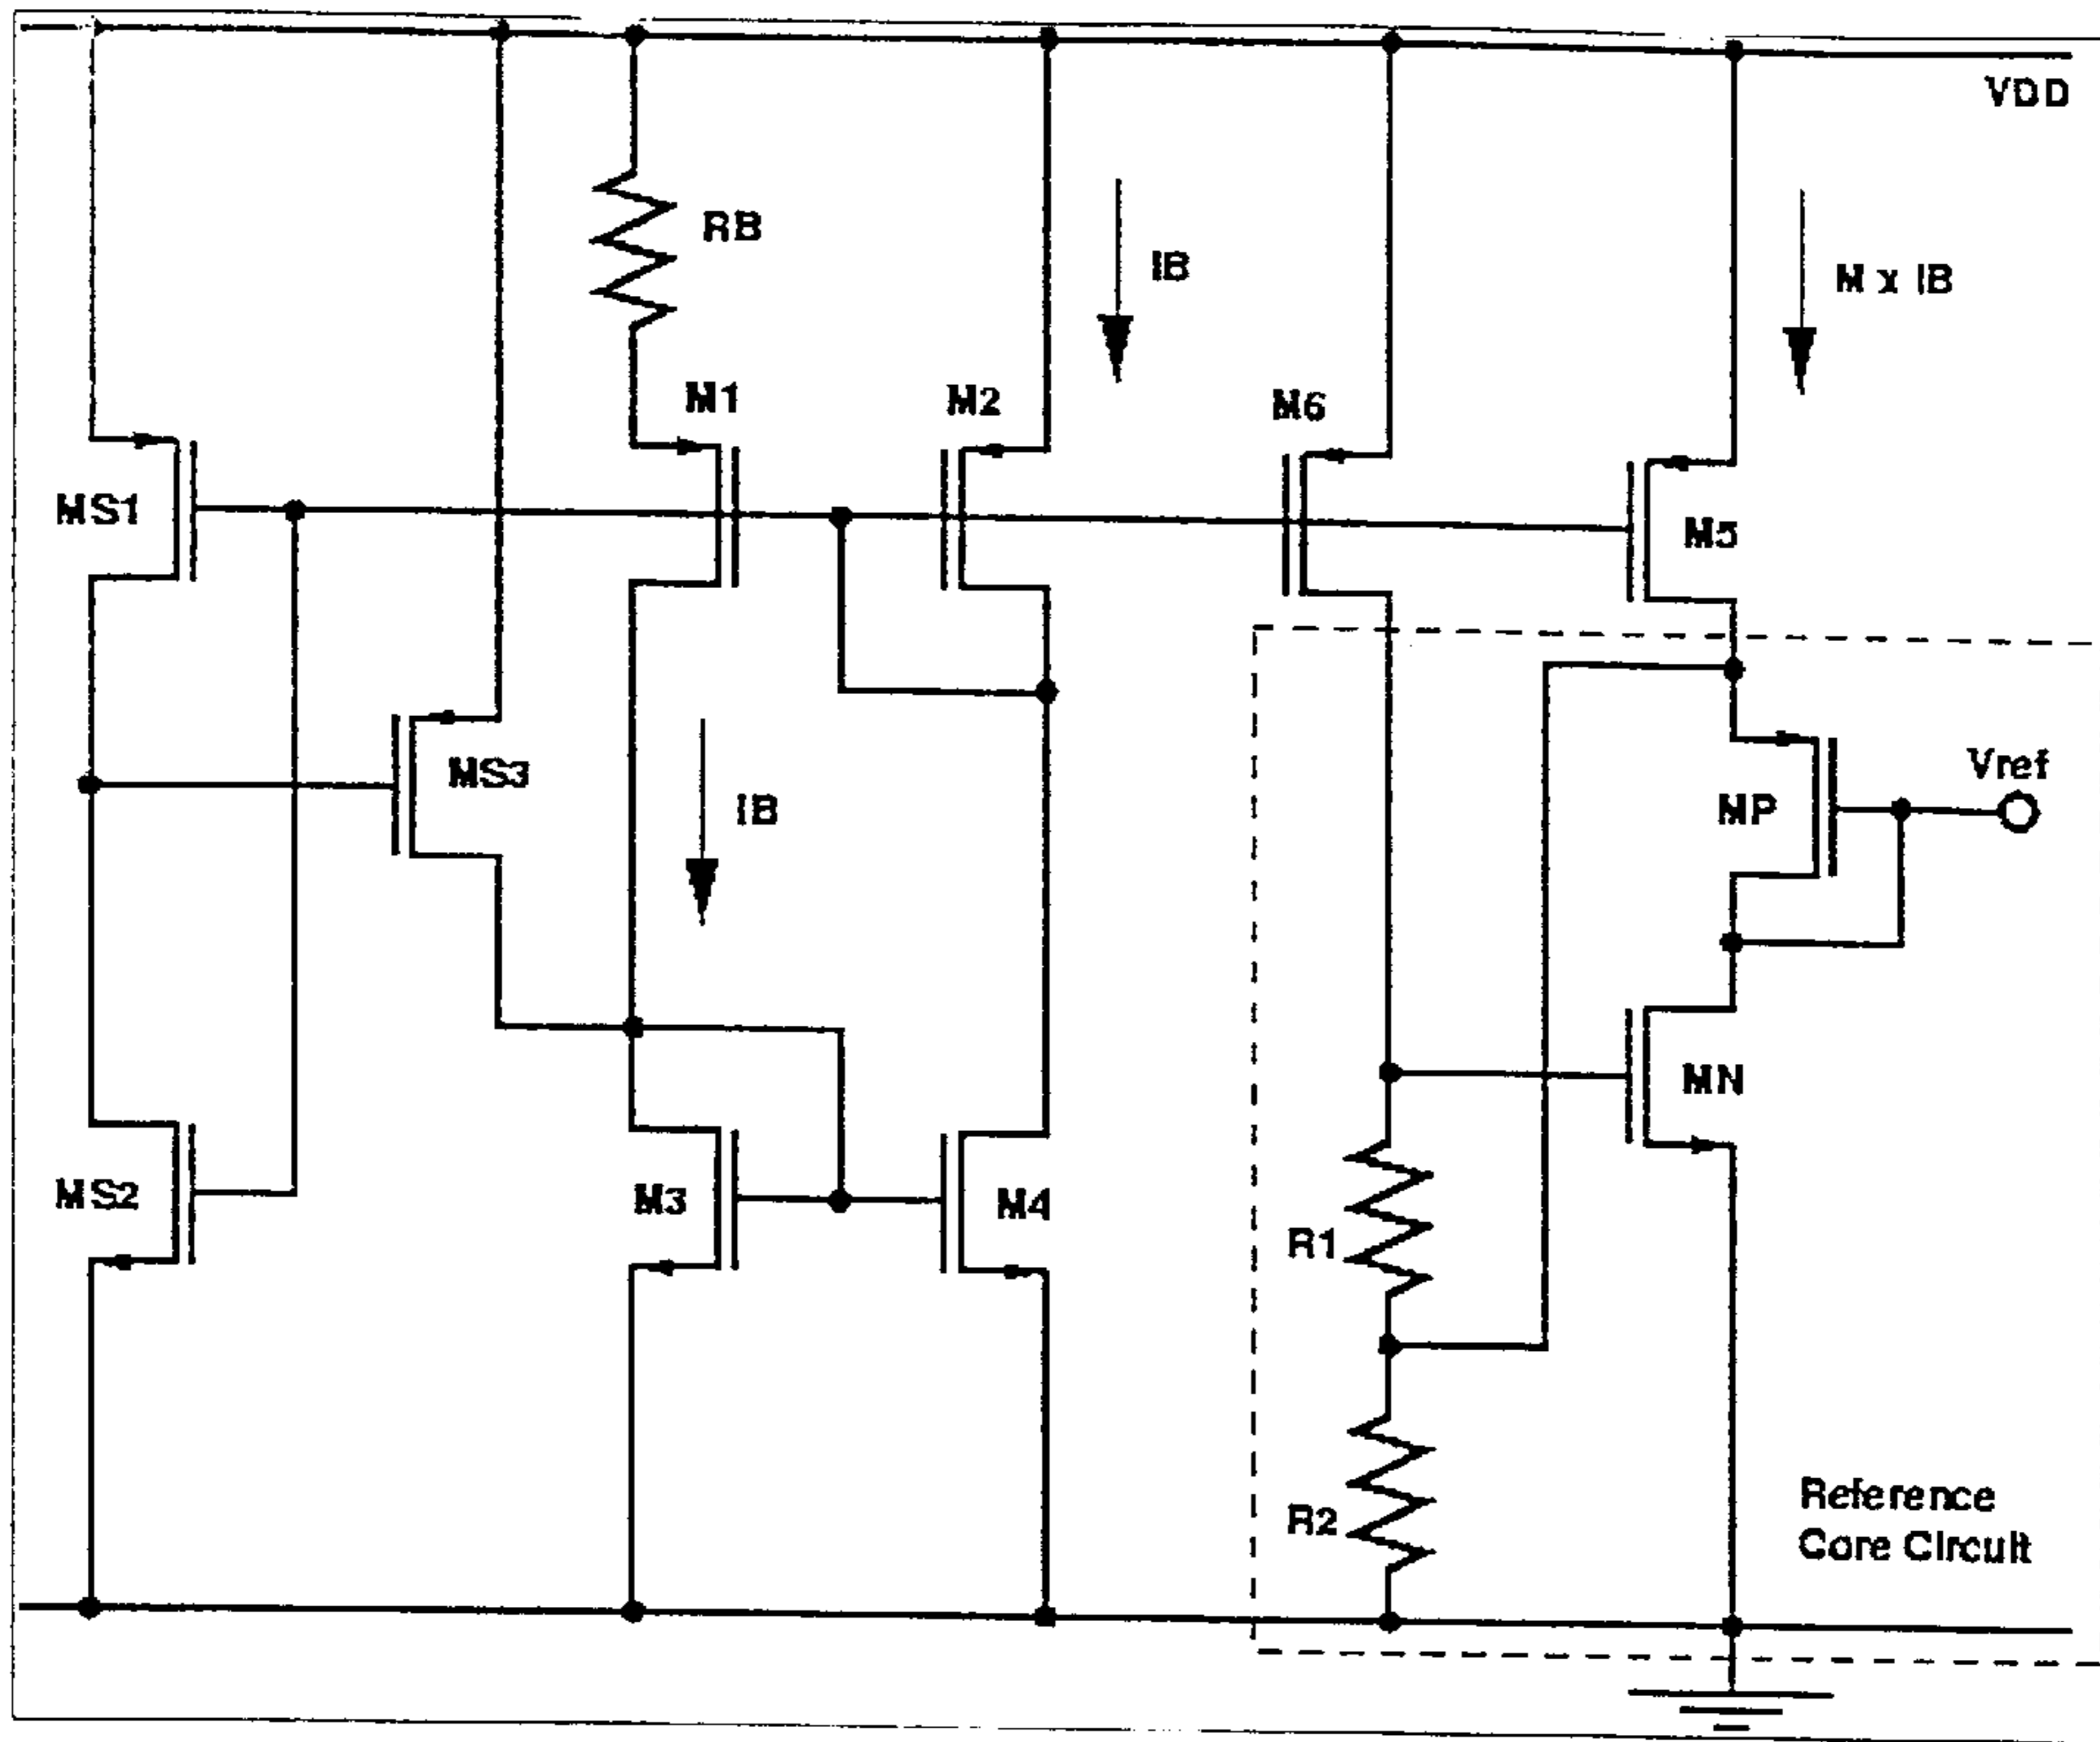 VDD
RB
IB
M x IB
M1
M2
M6
MS1
M5
MS3
Vref
MP
IB
MN
MS2
M3
M4
R1
R2
Reference
Core Circuit